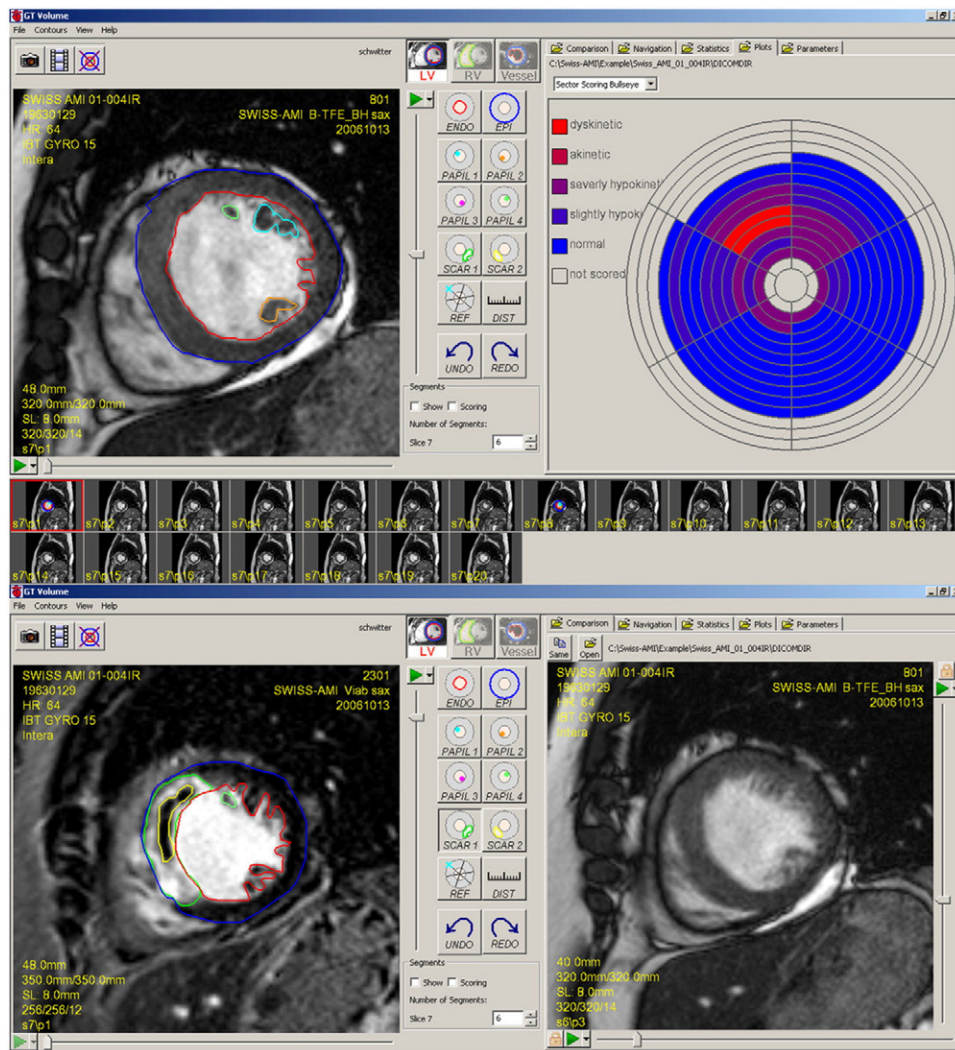 GT Volume
File Contours View Help
schwitter
LV RV Vessel
SWISS AMI 01-004IR
19630129
HR: 64
IBT GYRO 15
Intera
801
SWISS-AMI B-TFE_BH sax
20061013
48.0mm
320.0mm/320.0mm
SL: 8.0mm
320/320/14
s7\p1
ENDO EPI
PAPIL 1 PAPIL 2
PAPIL 3 PAPIL 4
SCAR 1 SCAR 2
REF DIST
UNDO REDO
Segments
Show Scoring
Number of Segments:
Slice 7 6
Comparison Navigation Statistics Plots Parameters
C:\Swiss-AMI\Example\Swiss_AMI_01_004IR\DICOMDIR
Sector Scoring Bullseye
dyskinetic
akinetic
severly hypokinet
slightly hypoki
normal
not scored
s7\p1 s7\p2 s7\p3 s7\p4 s7\p5 s7\p6 s7\p7 s7\p8 s7\p9 s7\p10 s7\p11 s7\p12 s7\p13
s7\p14 s7\p15 s7\p16 s7\p17 s7\p18 s7\p19 s7\p20
GT Volume
File Contours View Help
schwitter
LV RV Vessel
SWISS AMI 01-004IR
19630129
HR: 64
IBT GYRO 15
Intera
2301
SWISS-AMI Viab sax
20061013
48.0mm
350.0mm/350.0mm
SL: 8.0mm
256/256/12
s7\p1
ENDO EPI
PAPIL 1 PAPIL 2
PAPIL 3 PAPIL 4
SCAR 1 SCAR 2
REF DIST
UNDO REDO
Segments
Show Scoring
Number of Segments:
Slice 7 6
Comparison Navigation Statistics Plots Parameters
Same Open C:\Swiss-AMI\Example\Swiss_AMI_01_004IR\DICOMDIR
SWISS AMI 01-004IR
19630129
HR: 64
IBT GYRO 15
Intera
801
SWISS-AMI B-TFE_BH sax
20061013
40.0mm
320.0mm/320.0mm
SL: 8.0mm
320/320/14
s6\p3